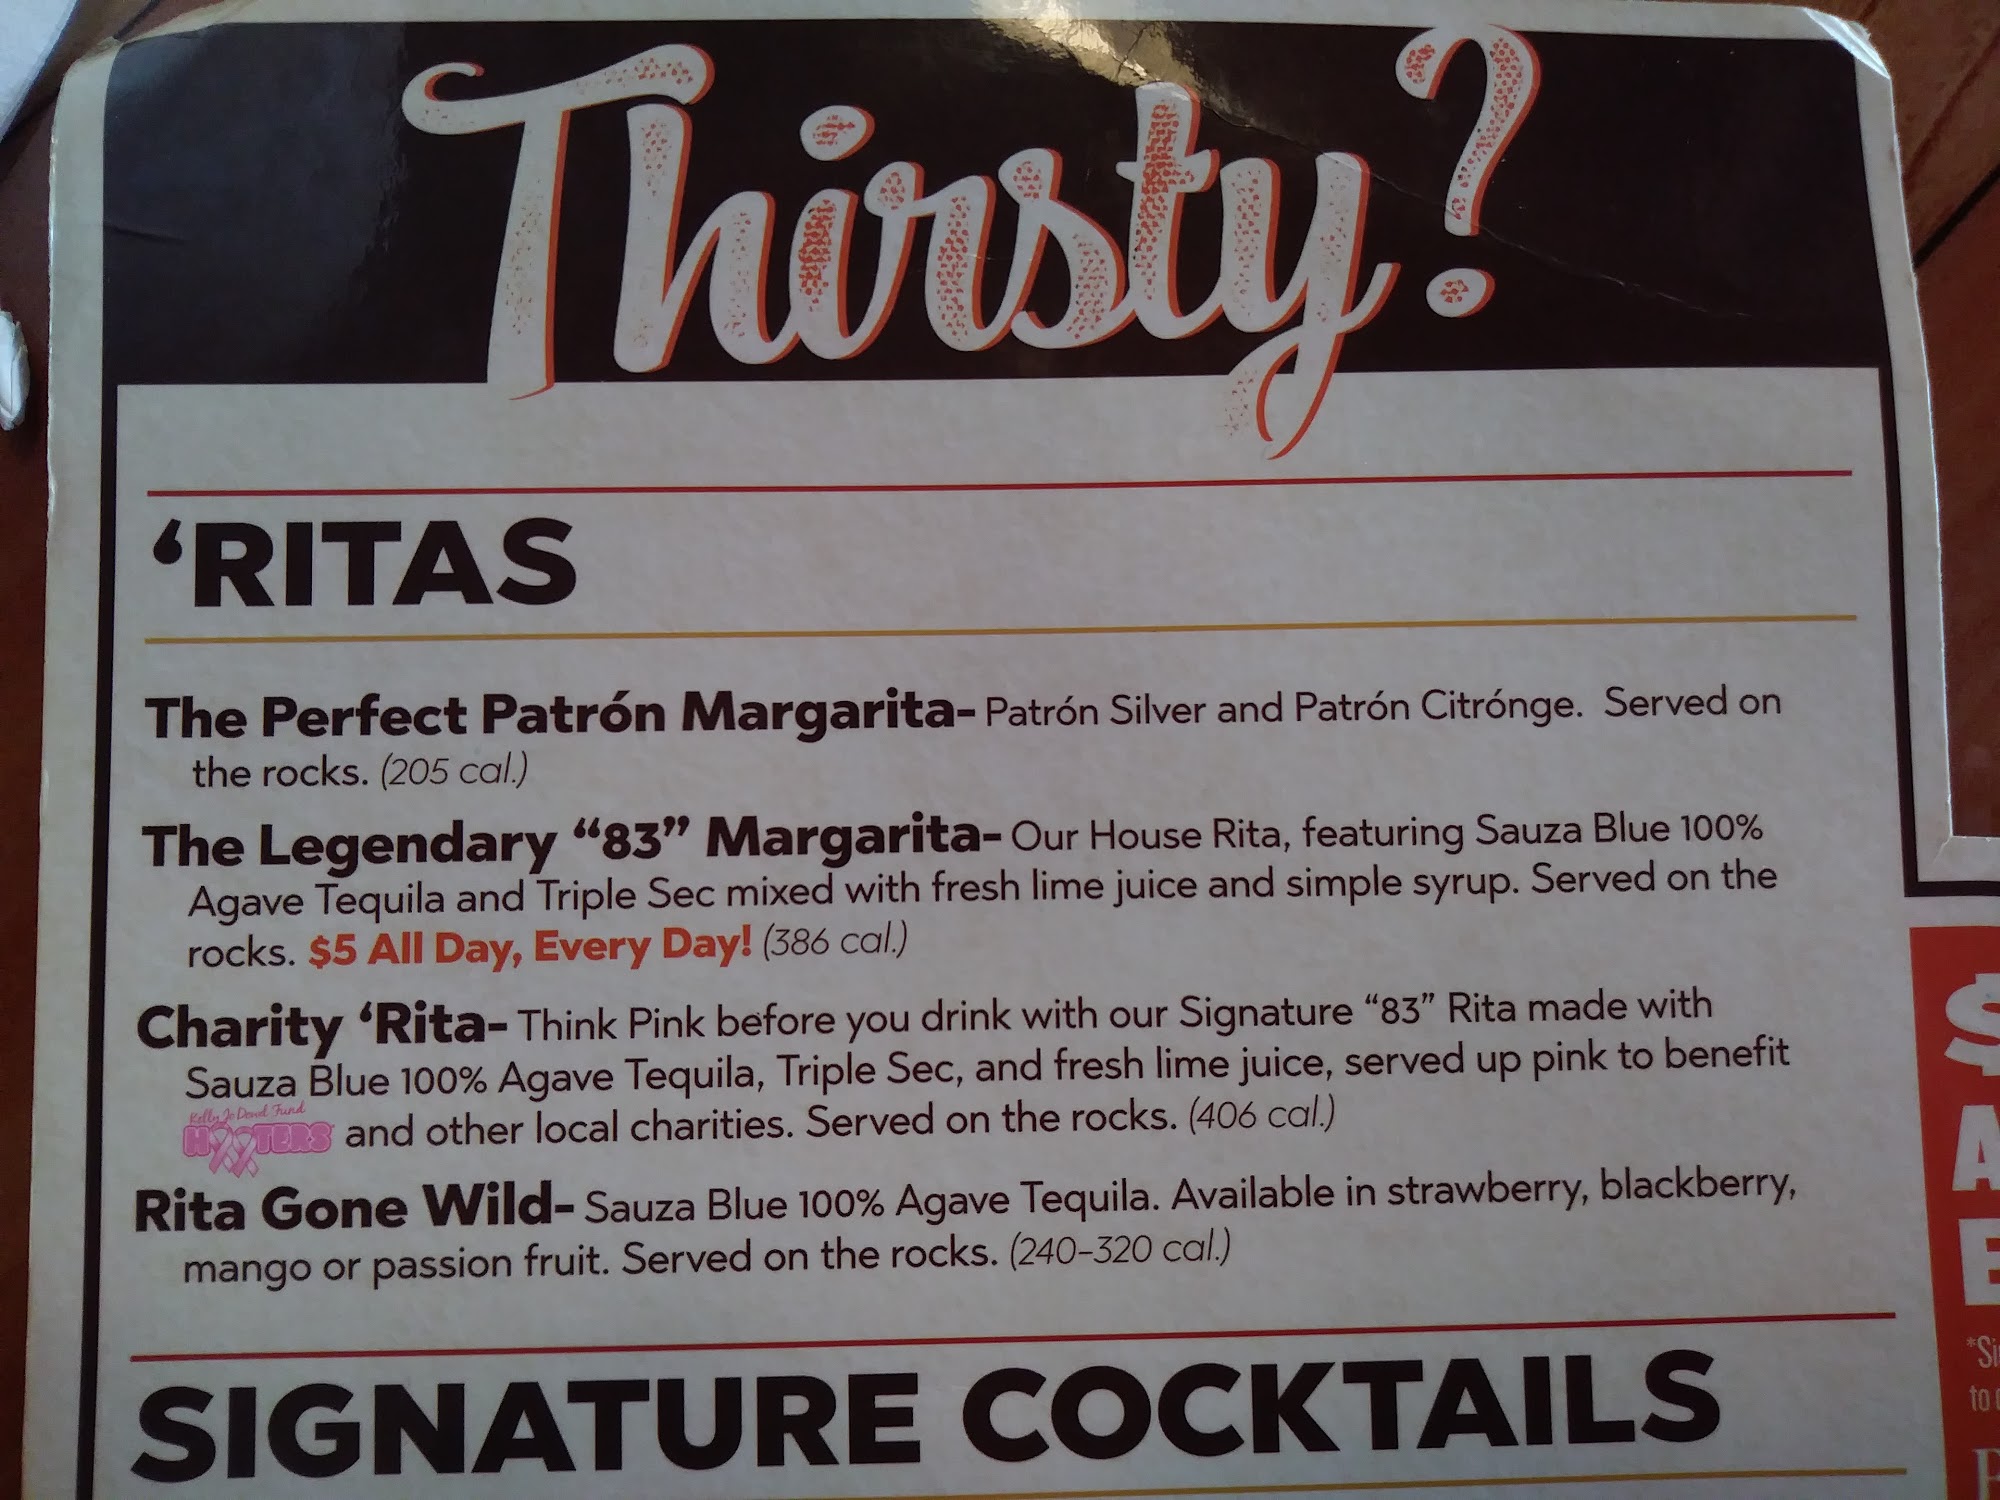 Thirsty?
‘RITAS
The Perfect Patrón Margarita- Patrón Silver and Patrón Citrónge. Served on
the rocks. (205 cal.)
The Legendary “83” Margarita- Our House Rita, featuring Sauza Blue 100%
Agave Tequila and Triple Sec mixed with fresh lime juice and simple syrup. Served on the
rocks. $5 All Day, Every Day! (386 cal.)
Charity ‘Rita- Think Pink before you drink with our Signature “83” Rita made with
Sauza Blue 100% Agave Tequila, Triple Sec, and fresh lime juice, served up pink to benefit
Kelly Jo Dowd Fund
HOOTERS and other local charities. Served on the rocks. (406 cal.)
Rita Gone Wild- Sauza Blue 100% Agave Tequila. Available in strawberry, blackberry,
mango or passion fruit. Served on the rocks. (240-320 cal.)
SIGNATURE COCKTAILS
$
A
E
*Si
to